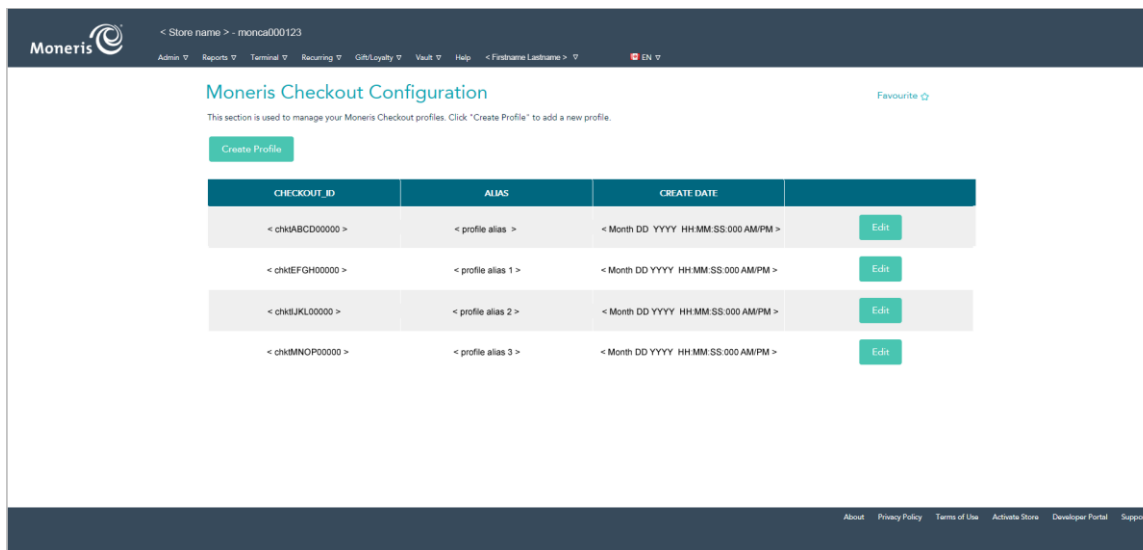 Moneris
< Store name > - monca000123
Admin Reports Terminal Recurring Gift/Loyalty Vault Help < Firstname Lastname > EN
Moneris Checkout Configuration
Favourite
This section is used to manage your Moneris Checkout profiles. Click "Create Profile" to add a new profile.
Create Profile
CHECKOUT_ID ALIAS CREATE DATE
< chktABCD00000 > < profile alias > < Month DD YYYY HH:MM:SS:000 AM/PM > Edit
< chktEFGH00000 > < profile alias 1 > < Month DD YYYY HH:MM:SS:000 AM/PM > Edit
< chktIJKL00000 > < profile alias 2 > < Month DD YYYY HH:MM:SS:000 AM/PM > Edit
< chktMNOP00000 > < profile alias 3 > < Month DD YYYY HH:MM:SS:000 AM/PM > Edit
About Privacy Policy Terms of Use Activate Store Developer Portal Suppo